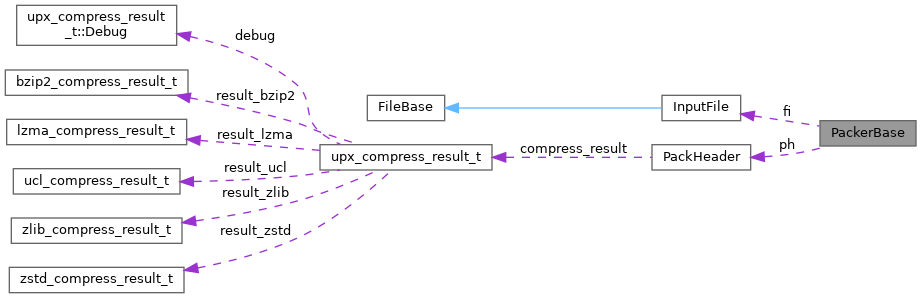 upx_compress_result
_t::Debug
debug
bzip2_compress_result_t
result_bzip2
FileBase
InputFile
fi
lzma_compress_result_t
result_lzma
PackerBase
upx_compress_result_t
compress_result
PackHeader
ph
ucl_compress_result_t
result_ucl
result_zlib
zlib_compress_result_t
result_zstd
zstd_compress_result_t